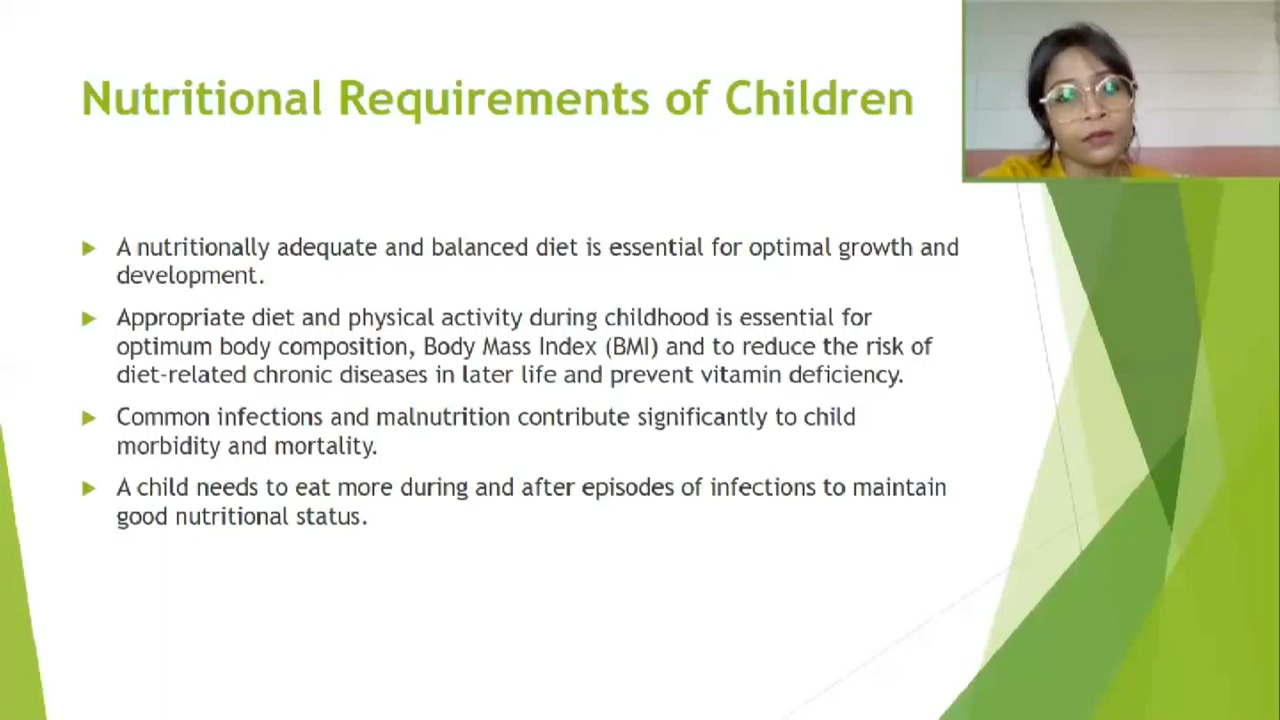 Nutritional Requirements of Children
A nutritionally adequate and balanced diet is essential for optimal growth and
development.
Appropriate diet and physical activity during childhood is essential for
optimum body composition, Body Mass Index (BMI) and to reduce the risk of
diet-related chronic diseases in later life and prevent vitamin deficiency.
Common infections and malnutrition contribute significantly to child
morbidity and mortality.
A child needs to eat more during and after episodes of infections to maintain
good nutritional status.